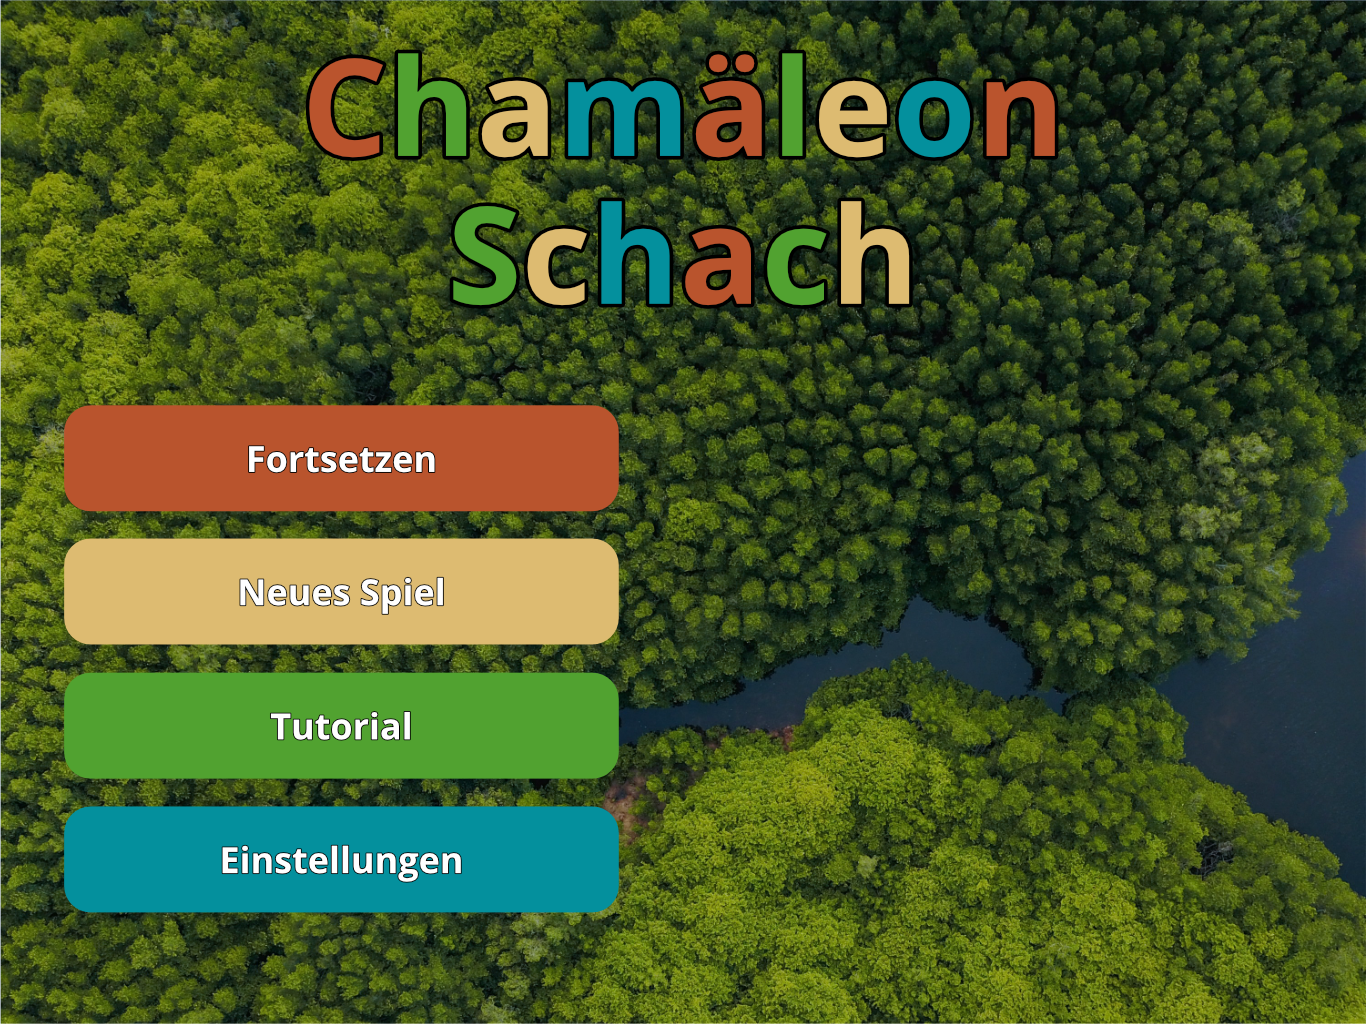 Chamäleon
Schach
Fortsetzen
Neues Spiel
Tutorial
Einstellungen